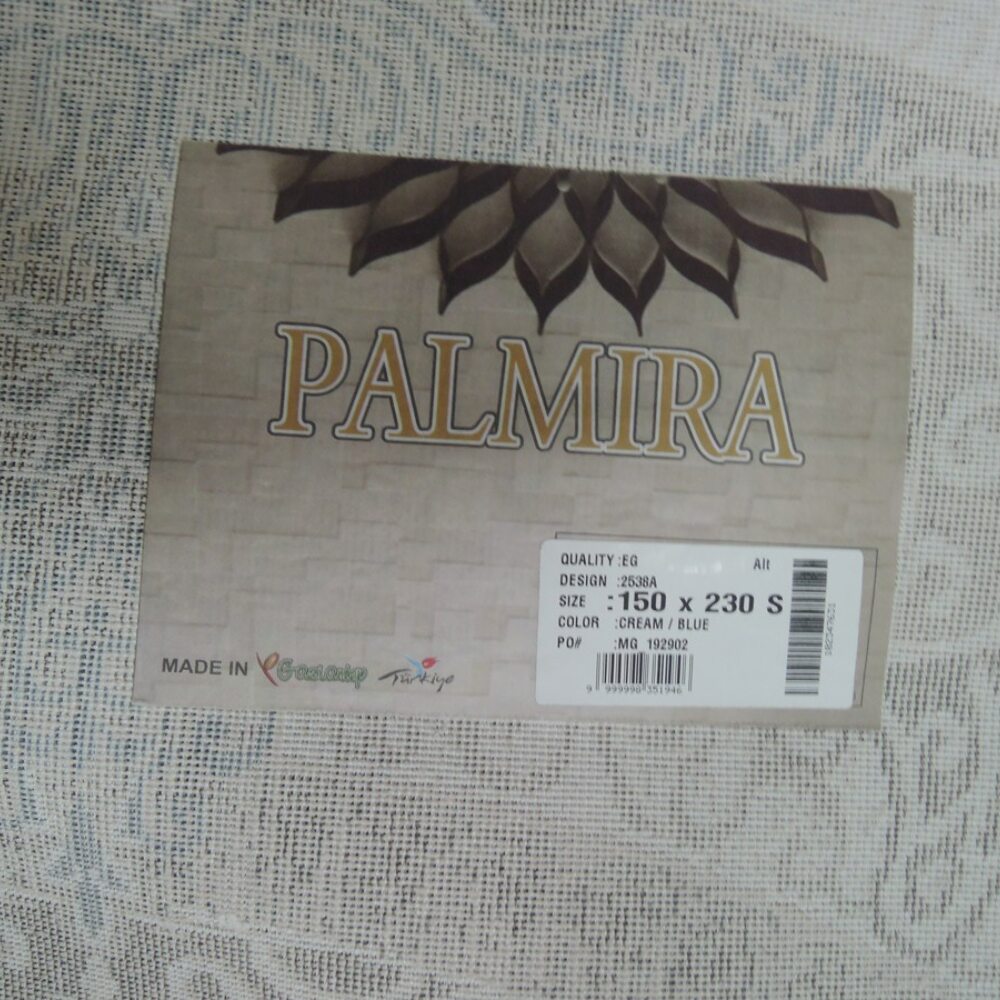 PALMIRA
QUALITY :EG Alt
DESIGN :2538A
SIZE :150 x 230 S
COLOR :CREAM / BLUE
PO# :MG 192902
9 999998 351946
MADE IN Gaziantep Türkiye